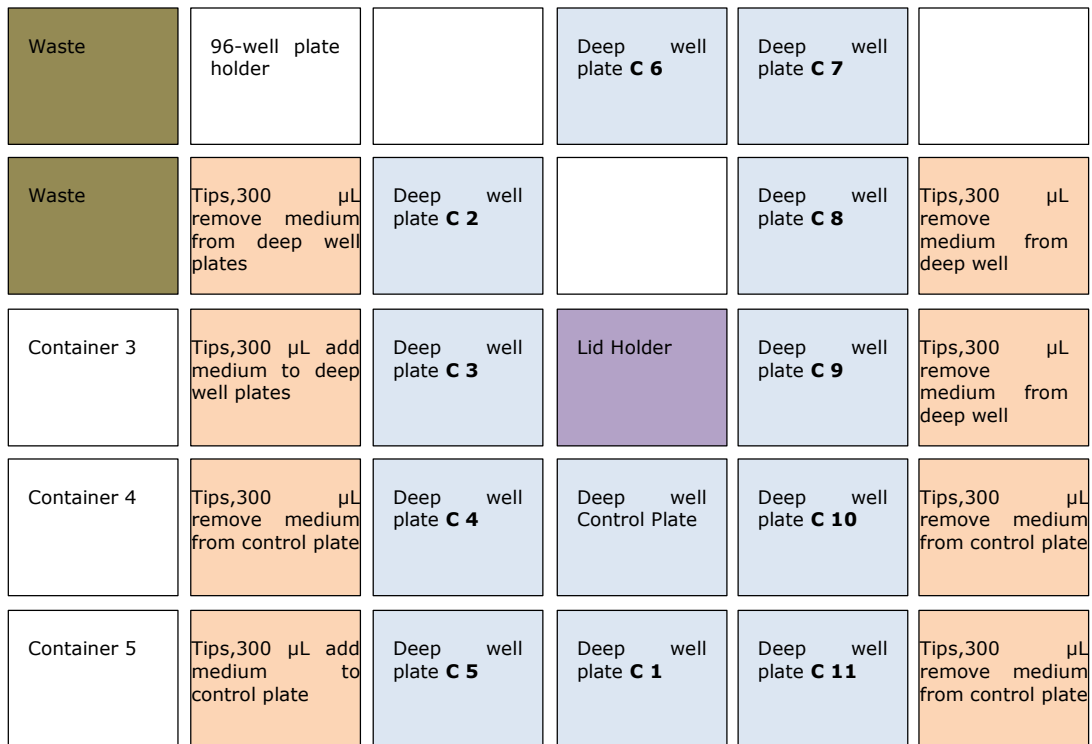 Waste
96-well plate
holder
Deep well
plate C 6
Deep well
plate C 7
Waste
Tips,300 µL
remove medium
from deep well
plates
Deep well
plate C 2
Deep well
plate C 8
Tips,300 µL
remove
medium from
deep well
Container 3
Tips,300 µL add
medium to deep
well plates
Deep well
plate C 3
Lid Holder
Deep well
plate C 9
Tips,300 µL
remove
medium from
deep well
Container 4
Tips,300 µL
remove medium
from control plate
Deep well
plate C 4
Deep well
Control Plate
Deep well
plate C 10
Tips,300 µL
remove medium
from control plate
Container 5
Tips,300 µL add
medium to
control plate
Deep well
plate C 5
Deep well
plate C 1
Deep well
plate C 11
Tips,300 µL
remove medium
from control plate